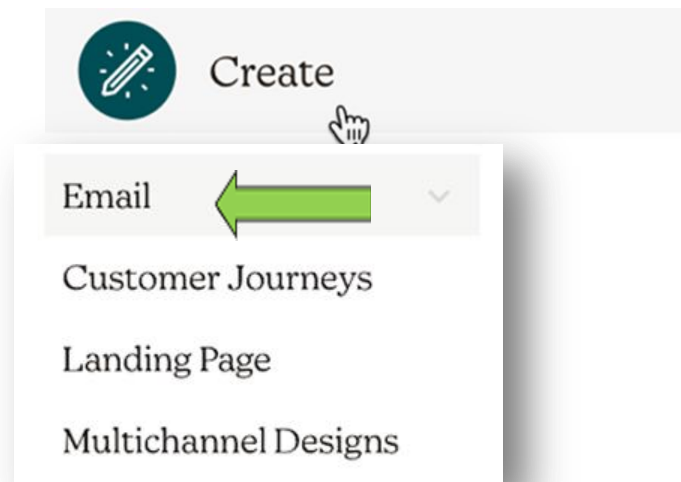 Create
Email
Customer Journeys
Landing Page
Multichannel Designs